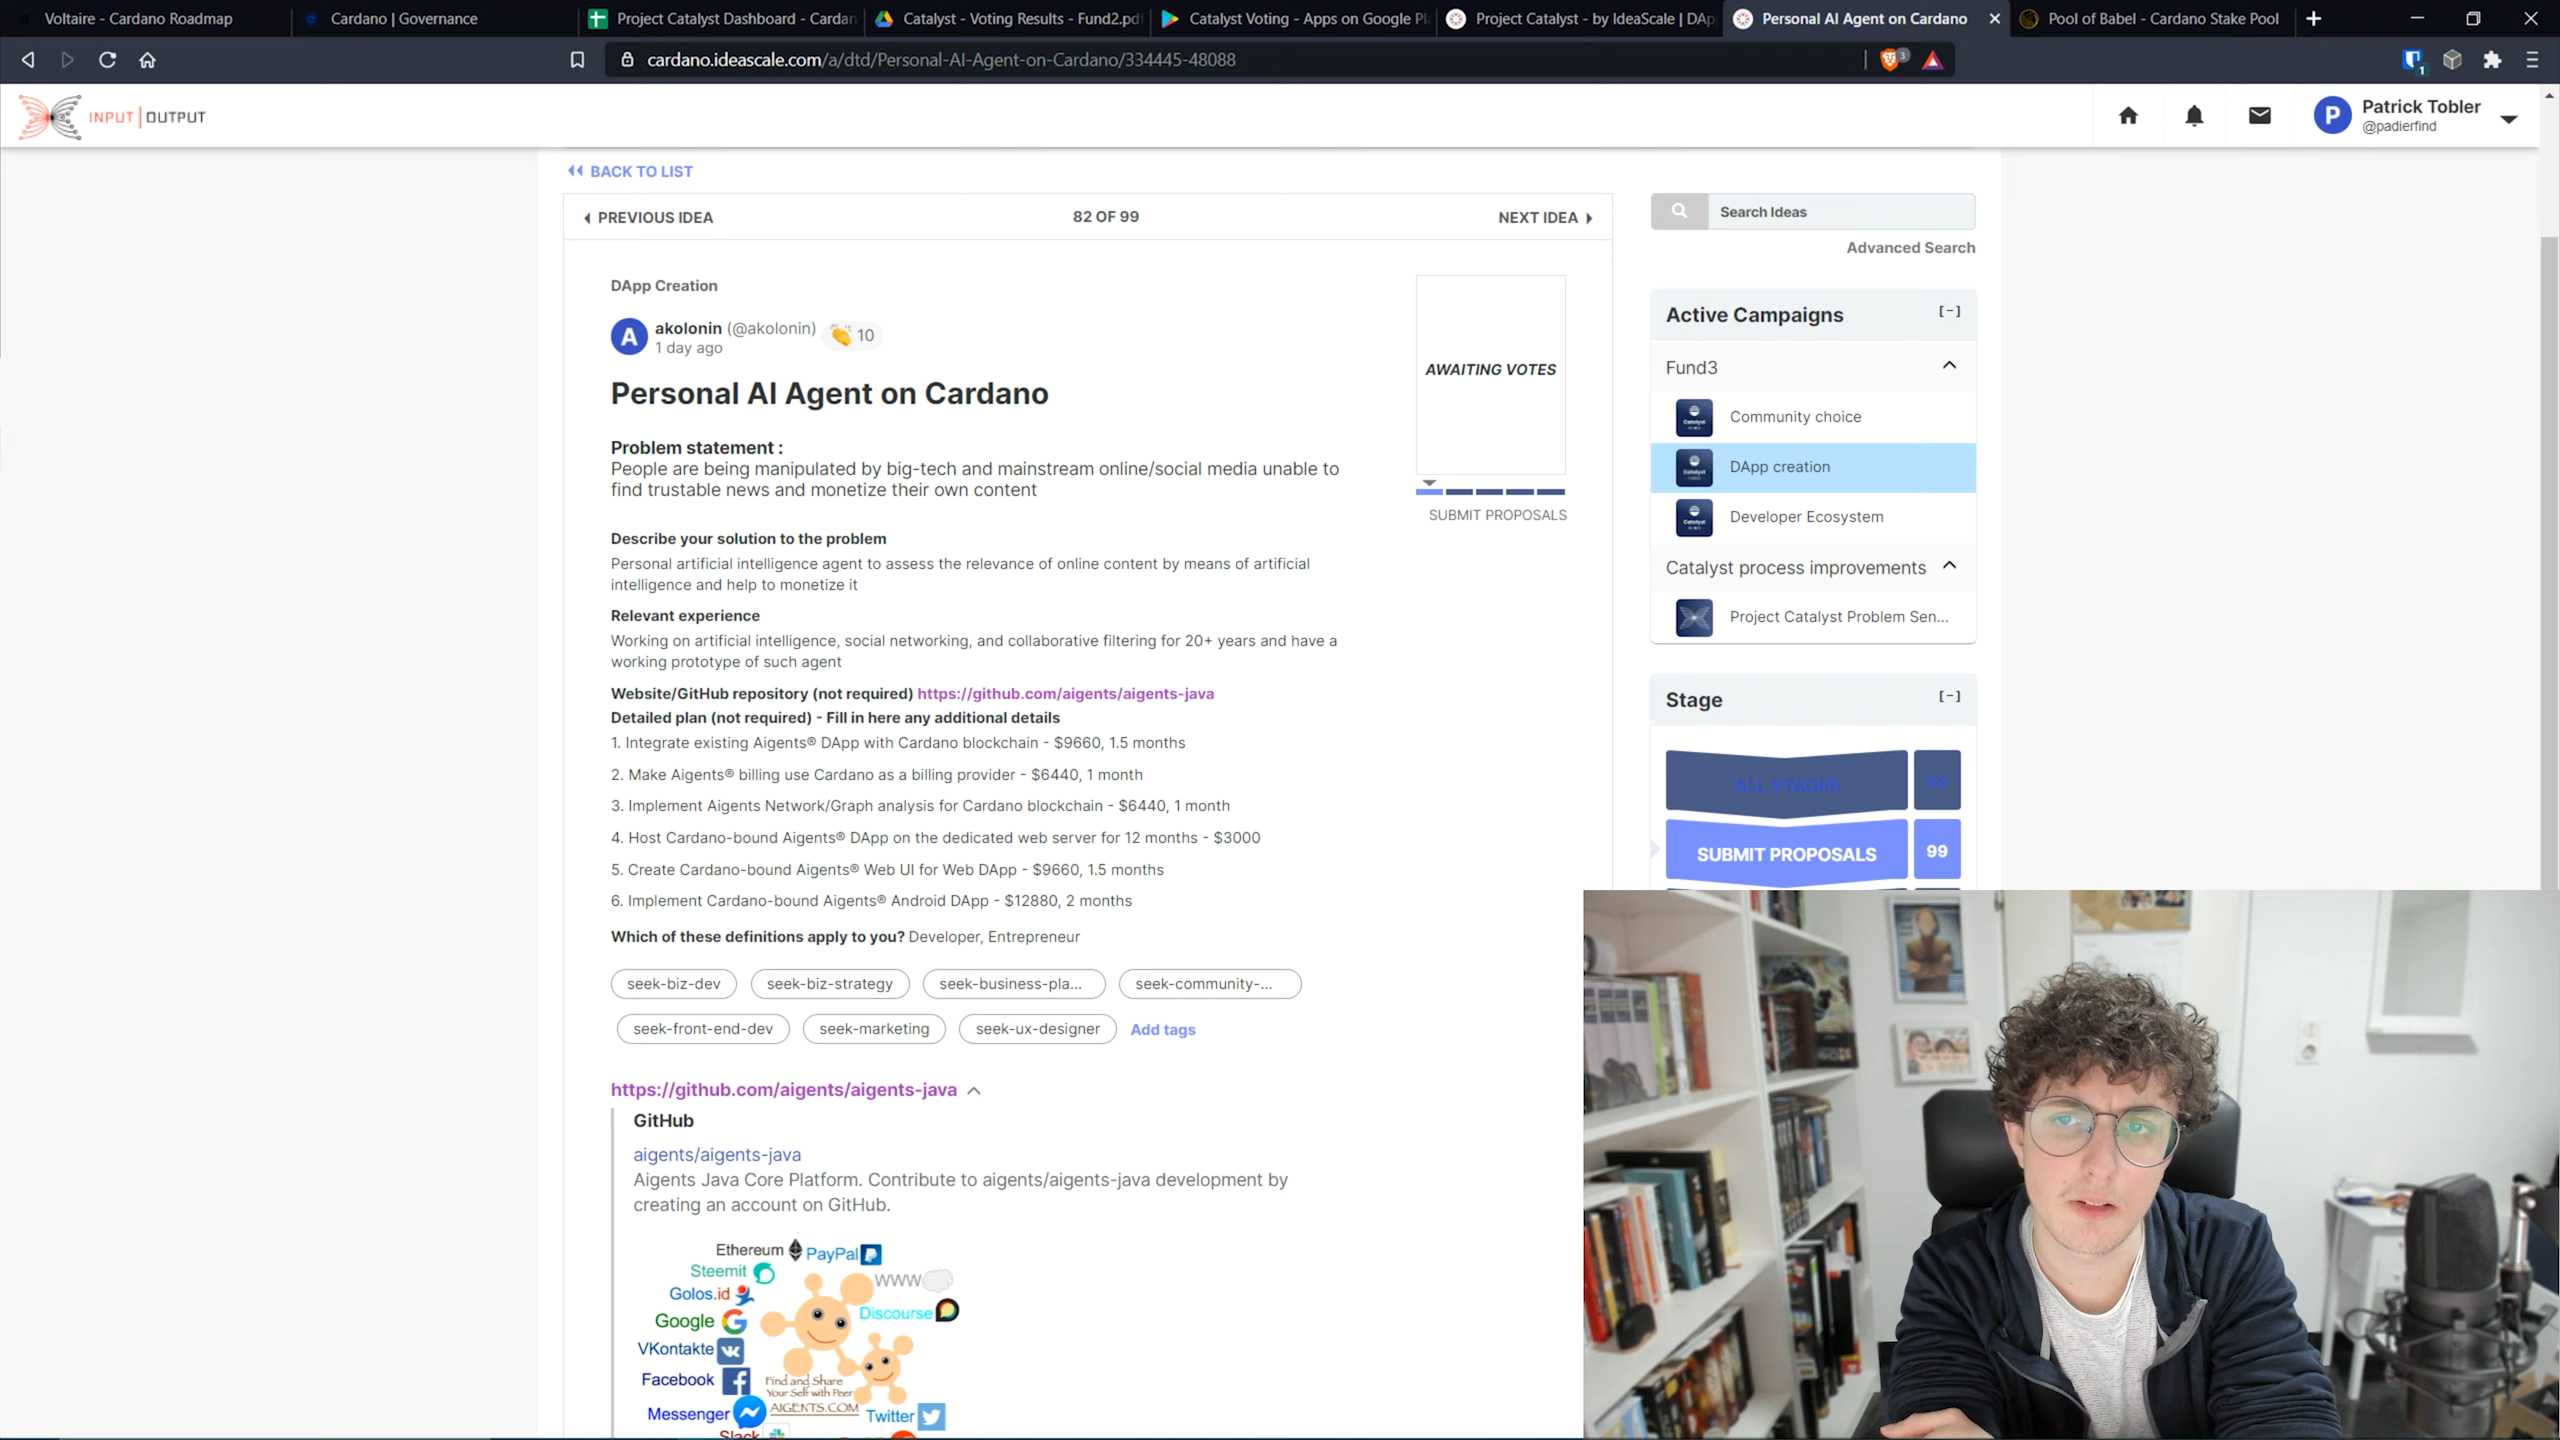 Voltaire - Cardano Roadmap
Cardano | Governance
Project Catalyst Dashboard - Cardan
Catalyst - Voting Results - Fund2.pdf
Catalyst Voting - Apps on Google Pl
Project Catalyst - by IdeaScale | DAp
Personal AI Agent on Cardano
Pool of Babel - Cardano Stake Pool
cardano.ideascale.com/a/dtd/Personal-AI-Agent-on-Cardano/334445-48088
3
1
INPUT | OUTPUT
P
Patrick Tobler
@padierfind
BACK TO LIST
PREVIOUS IDEA
82 OF 99
NEXT IDEA
DApp Creation
A
akolonin (@akolonin)
10
1 day ago
AWAITING VOTES
SUBMIT PROPOSALS
Personal AI Agent on Cardano
Problem statement :
People are being manipulated by big-tech and mainstream online/social media unable to
find trustable news and monetize their own content
Describe your solution to the problem
Personal artificial intelligence agent to assess the relevance of online content by means of artificial
intelligence and help to monetize it
Relevant experience
Working on artificial intelligence, social networking, and collaborative filtering for 20+ years and have a
working prototype of such agent
Website/GitHub repository (not required) https://github.com/aigents/aigents-java
Detailed plan (not required) - Fill in here any additional details
1. Integrate existing Aigents® DApp with Cardano blockchain - $9660, 1.5 months
2. Make Aigents® billing use Cardano as a billing provider - $6440, 1 month
3. Implement Aigents Network/Graph analysis for Cardano blockchain - $6440, 1 month
4. Host Cardano-bound Aigents® DApp on the dedicated web server for 12 months - $3000
5. Create Cardano-bound Aigents® Web UI for Web DApp - $9660, 1.5 months
6. Implement Cardano-bound Aigents® Android DApp - $12880, 2 months
Which of these definitions apply to you? Developer, Entrepreneur
seek-biz-dev
seek-biz-strategy
seek-business-pla...
seek-community-...
seek-front-end-dev
seek-marketing
seek-ux-designer
Add tags
https://github.com/aigents/aigents-java
GitHub
aigents/aigents-java
Aigents Java Core Platform. Contribute to aigents/aigents-java development by
creating an account on GitHub.
Ethereum
PayPal
Steemit
WWW
Golos.id
Discourse
Google
VKontakte
Facebook
Find and Share
Your Self with Peer
AIGENTS.COM
Messenger
Twitter
Slack
Search Ideas
Advanced Search
Active Campaigns
[-]
Fund3
Community choice
DApp creation
Developer Ecosystem
Catalyst process improvements
Project Catalyst Problem Sen...
Stage
[-]
ALL STAGES
99
SUBMIT PROPOSALS
99